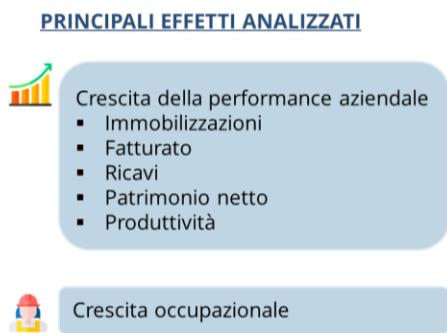 PRINCIPALI EFFETTI ANALIZZATI
Crescita della performance aziendale
▪ Immobilizzazioni
▪ Fatturato
▪ Ricavi
▪ Patrimonio netto
▪ Produttività
Crescita occupazionale